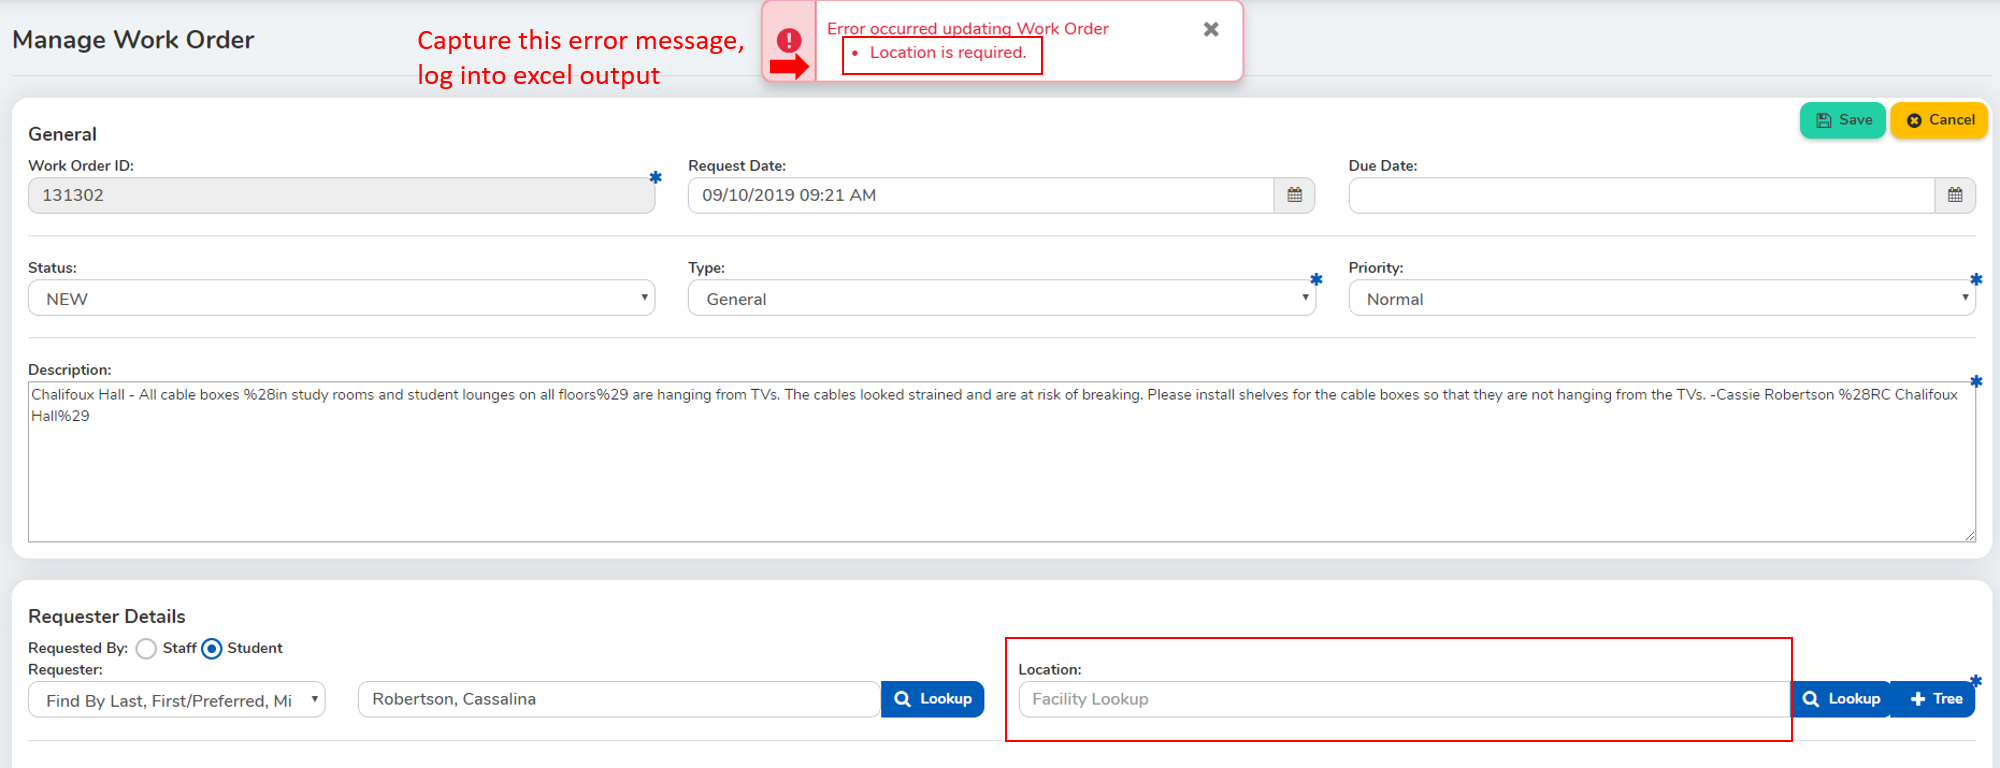 Manage Work Order
Capture this error message,
log into excel output
Error occurred updating Work Order
• Location is required.
General
Save
Cancel
Work Order ID:
Request Date:
Due Date:
131302
09/10/2019 09:21 AM
Status:
Type:
Priority:
NEW
General
Normal
Description:
Chalifoux Hall - All cable boxes %28in study rooms and student lounges on all floors%29 are hanging from TVs. The cables looked strained and are at risk of breaking. Please install shelves for the cable boxes so that they are not hanging from the TVs. -Cassie Robertson %28RC Chalifoux
Hall%29
Requester Details
Requested By: Staff Student
Requester:
Location:
Find By Last, First/Preferred, Mi
Robertson, Cassalina
Lookup
Facility Lookup
Lookup
Tree